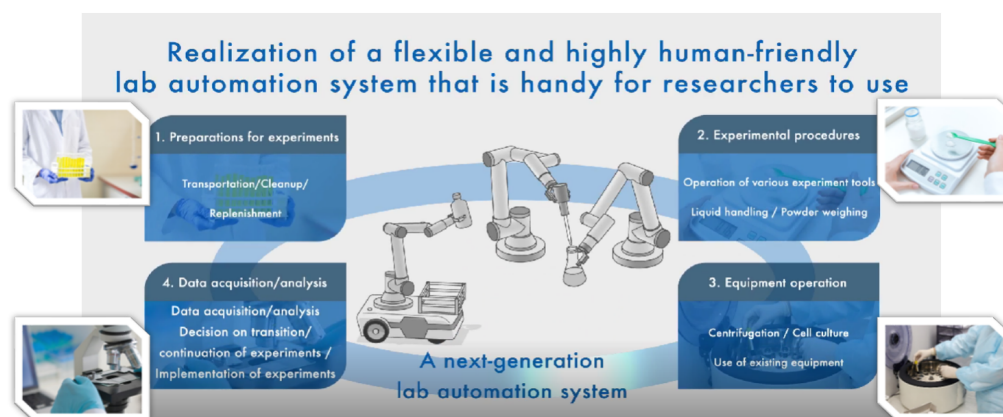 Realization of a flexible and highly human-friendly
lab automation system that is handy for researchers to use
1. Preparations for experiments
Transportation/Cleanup/
Replenishment
2. Experimental procedures
Operation of various experiment tools
Liquid handling / Powder weighing
3. Equipment operation
Centrifugation / Cell culture
Use of existing equipment
4. Data acquisition/analysis
Data acquisition/analysis
Decision on transition/
continuation of experiments /
Implementation of experiments
A next-generation
lab automation system